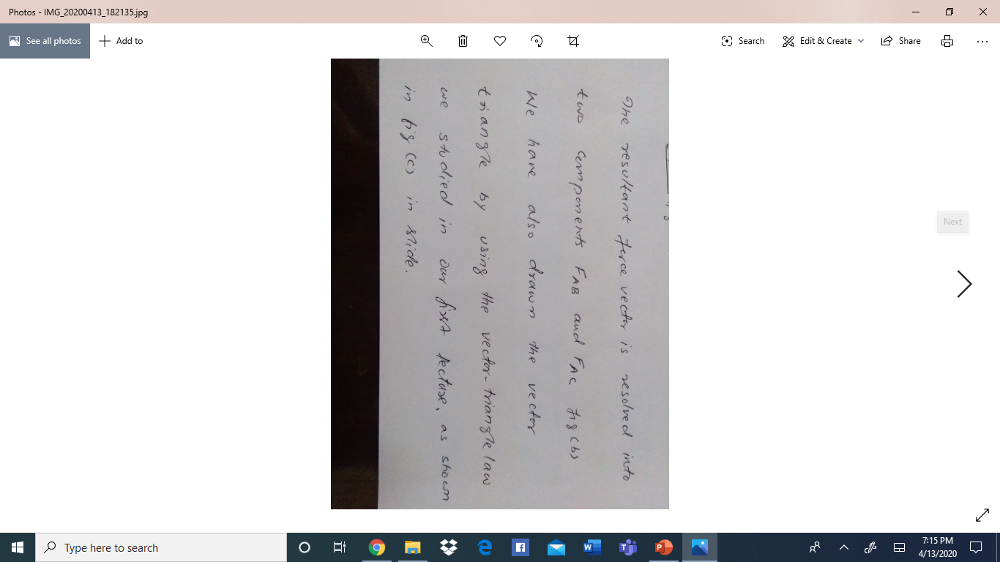 Photos - IMG_20200413_182135.jpg
See all photos
Add to
Search
Edit & Create
Share
The resultant force vector is resolved into
two components FAB and FAC fig(b)
We have also drawn the vector
triangle by using the vector-triangle law
we studied in our first lecture, as shown
in fig (c) in slide.
Next
Type here to search
7:15 PM
4/13/2020